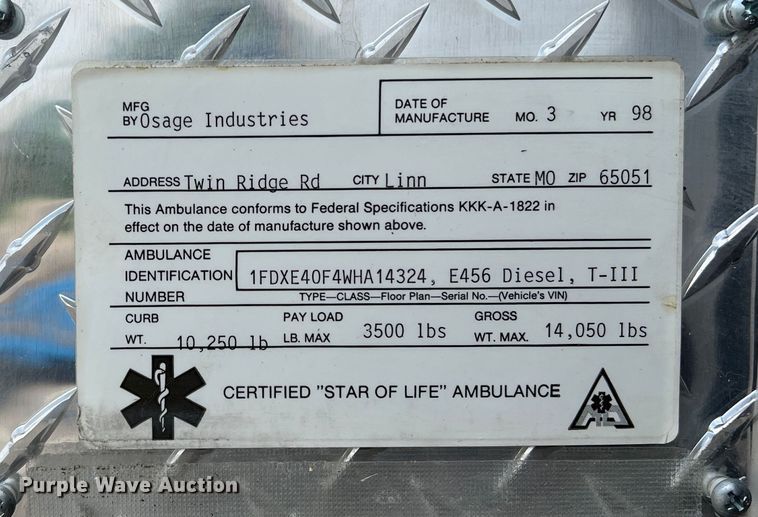 MFG BY Osage Industries DATE OF MANUFACTURE MO. 3 YR 98
ADDRESS Twin Ridge Rd CITY Linn STATE MO ZIP 65051
This Ambulance conforms to Federal Specifications KKK-A-1822 in
effect on the date of manufacture shown above.
AMBULANCE
IDENTIFICATION 1FDXE40F4WHA14324, E456 Diesel, T-III
NUMBER TYPE—CLASS—Floor Plan—Serial No.—(Vehicle's VIN)
CURB WT. 10,250 lb PAY LOAD LB. MAX 3500 lbs GROSS WT. MAX. 14,050 lbs
CERTIFIED "STAR OF LIFE" AMBULANCE
Purple Wave Auction